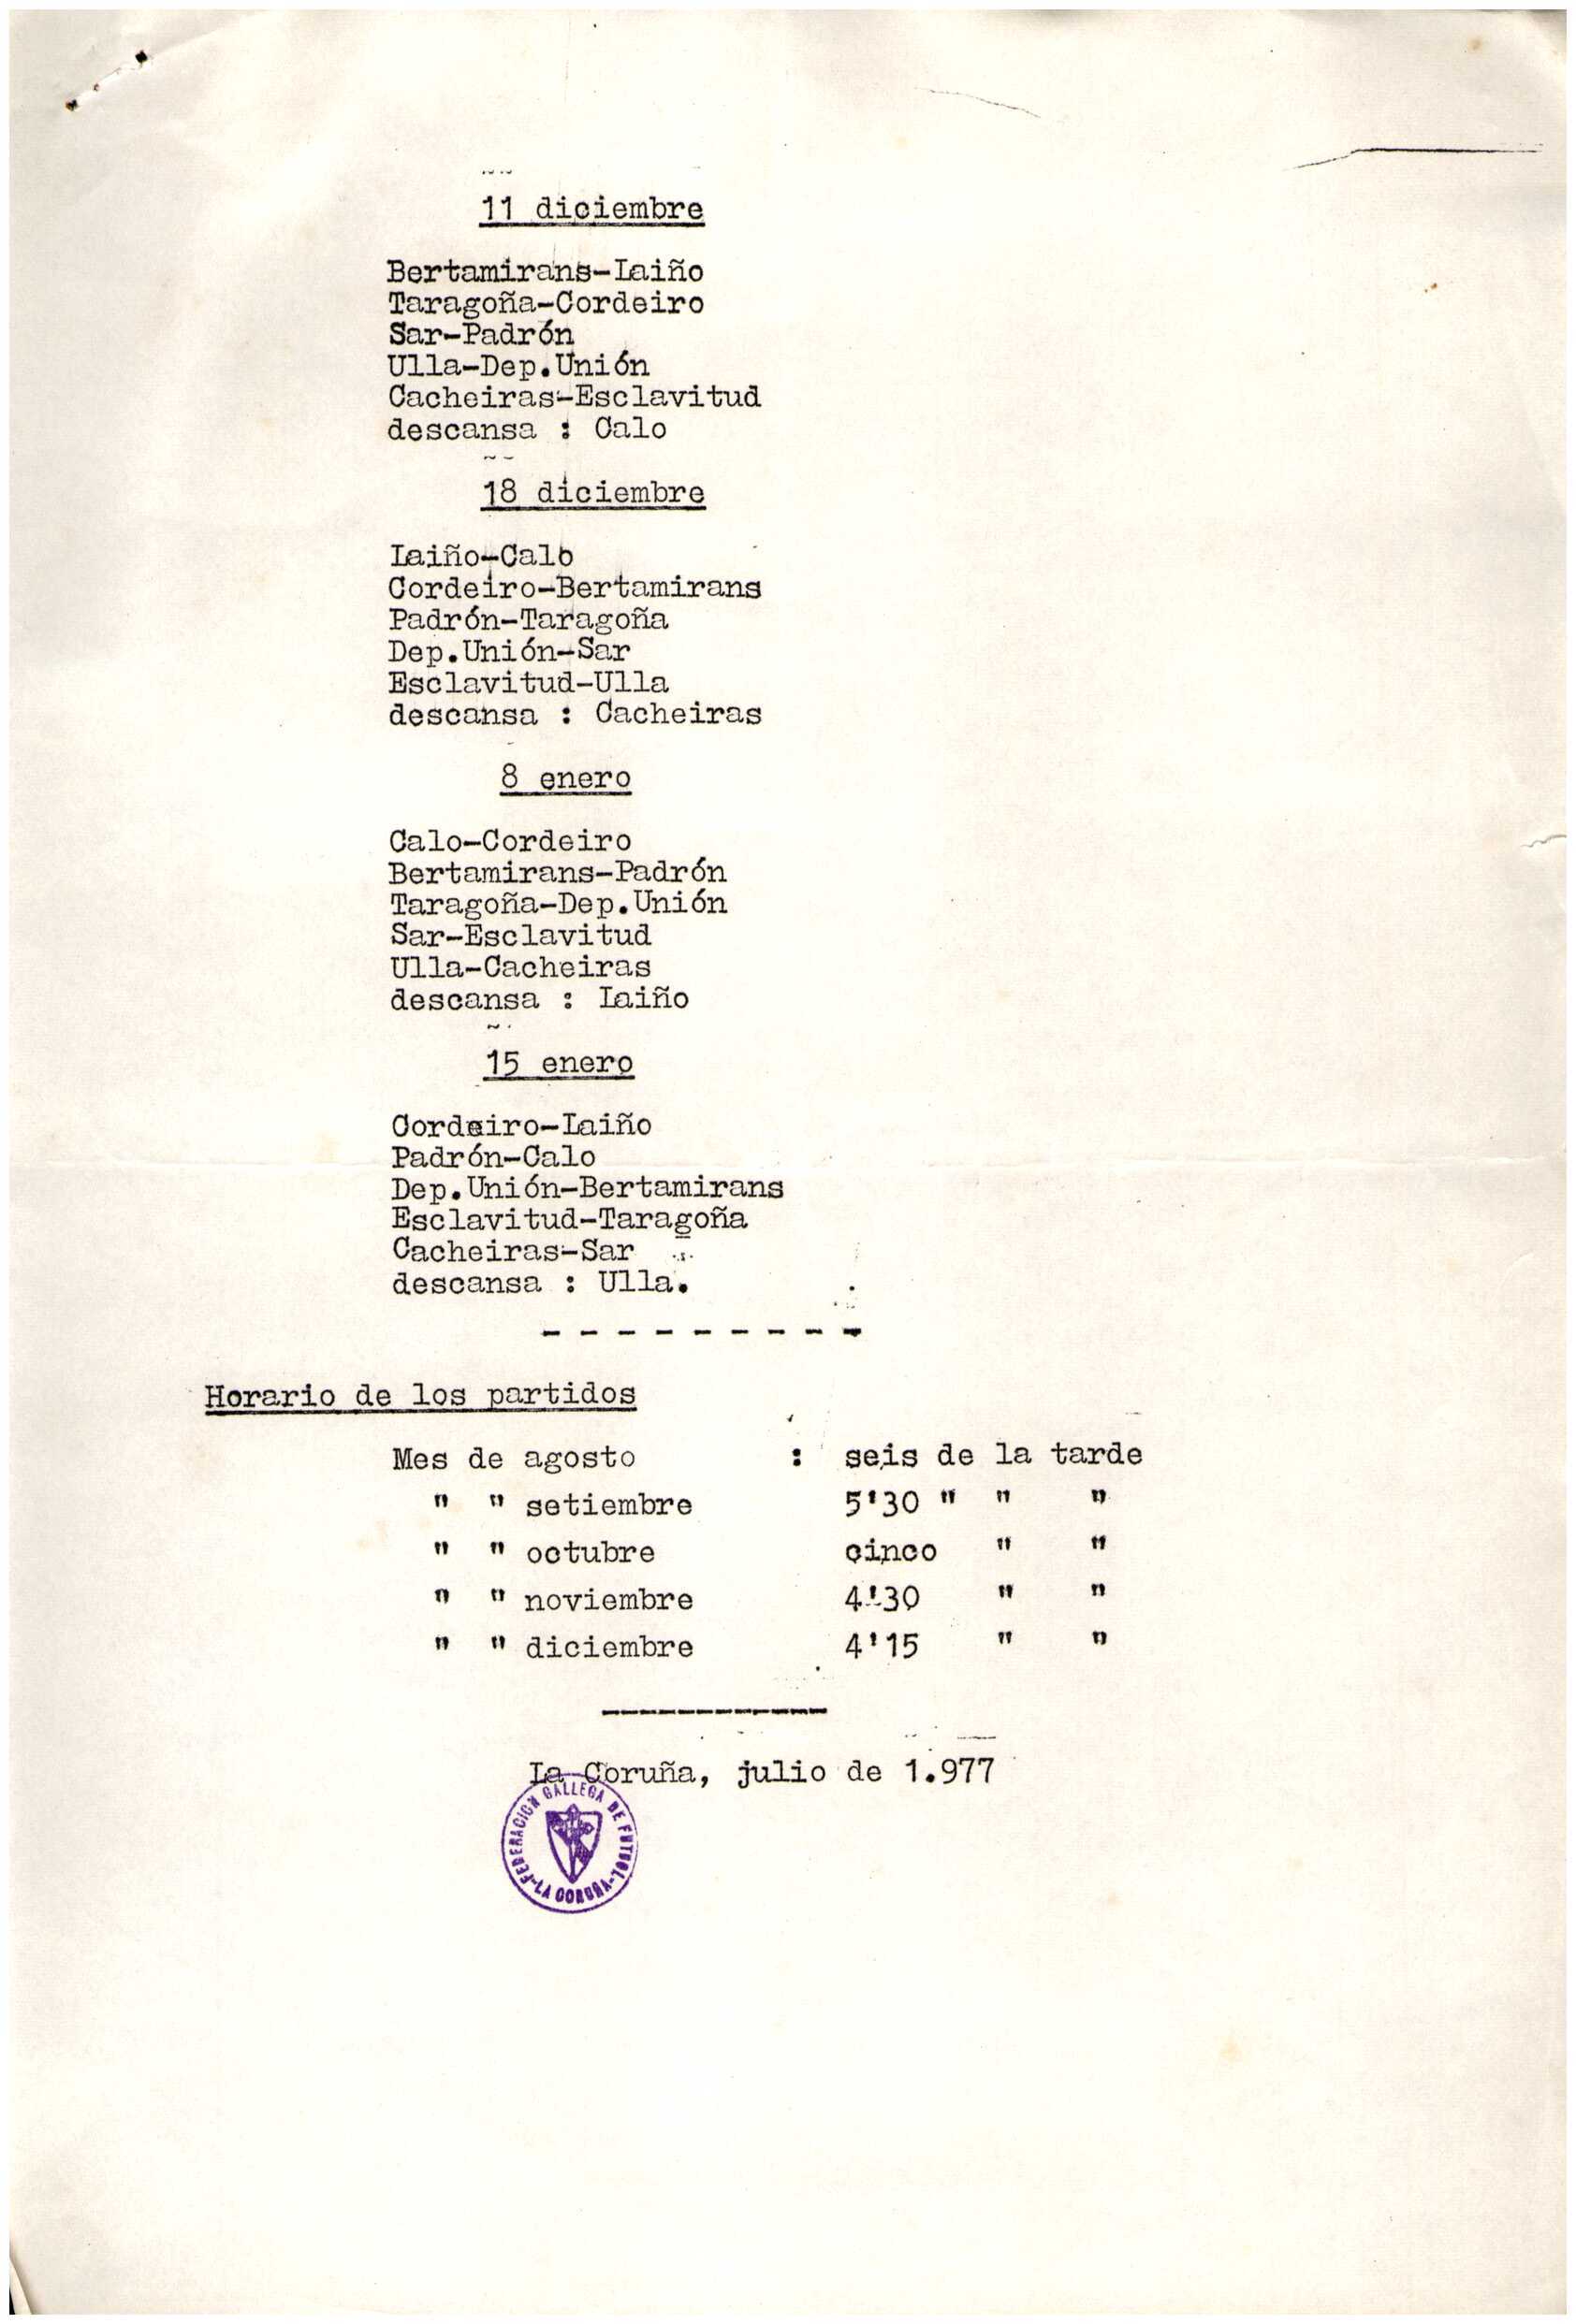 11 diciembre
Bertamirans-Laiño
Taragoña-Cordeiro
Sar-Padrón
Ulla-Dep.Unión
Cacheiras-Esclavitud
descansa : Calo
18 diciembre
Laiño-Calo
Cordeiro-Bertamirans
Padrón-Taragoña
Dep.Unión-Sar
Esclavitud-Ulla
descansa : Cacheiras
8 enero
Calo-Cordeiro
Bertamirans-Padrón
Taragoña-Dep.Unión
Sar-Esclavitud
Ulla-Cacheiras
descansa : Laiño
15 enero
Cordeiro-Laiño
Padrón-Calo
Dep.Unión-Bertamirans
Esclavitud-Taragoña
Cacheiras-Sar
descansa : Ulla.
- - - - - - - - -
Horario de los partidos
Mes de agosto : seis de la tarde
" " setiembre 5'30 " " "
" " octubre cinco " "
" " noviembre 4'30 " "
" " diciembre 4'15 " "
------------
La Coruña, julio de 1.977
FEDERACION GALLEGA DE FUTBOL
-LA CORUÑA-